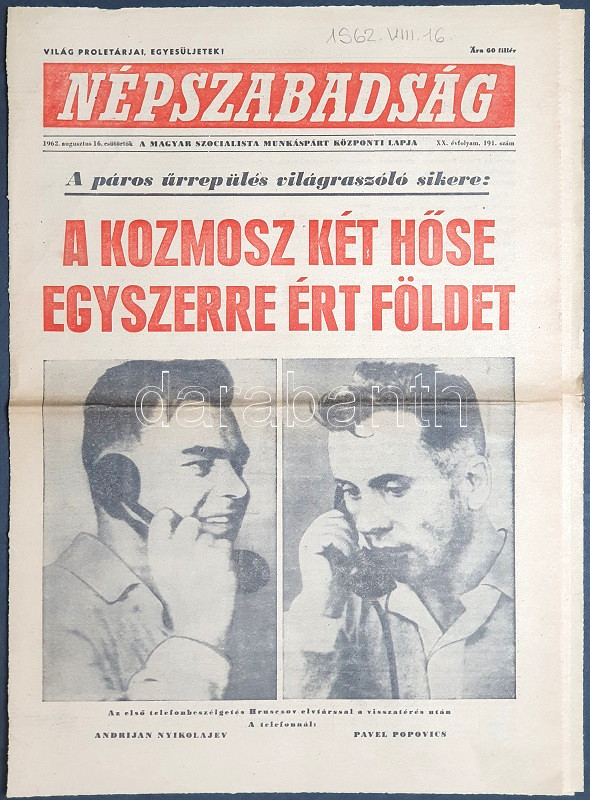 1962.VIII.16.
VILÁG PROLETÁRJAI, EGYESÜLJETEK!
Ára 60 fillér
NÉPSZABADSÁG
1962. augusztus 16, csütörtök
A MAGYAR SZOCIALISTA MUNKÁSPÁRT KÖZPONTI LAPJA
XX. évfolyam, 191. szám
A páros űrrepülés világraszóló sikere:
A KOZMOSZ KÉT HŐSE
EGYSZERRE ÉRT FÖLDET
darabanth
Az első telefonbeszélgetés Hruscsov elvtárssal a visszatérés után
A telefonnál:
ANDRIJAN NYIKOLAJEV
PAVEL POPOVICS